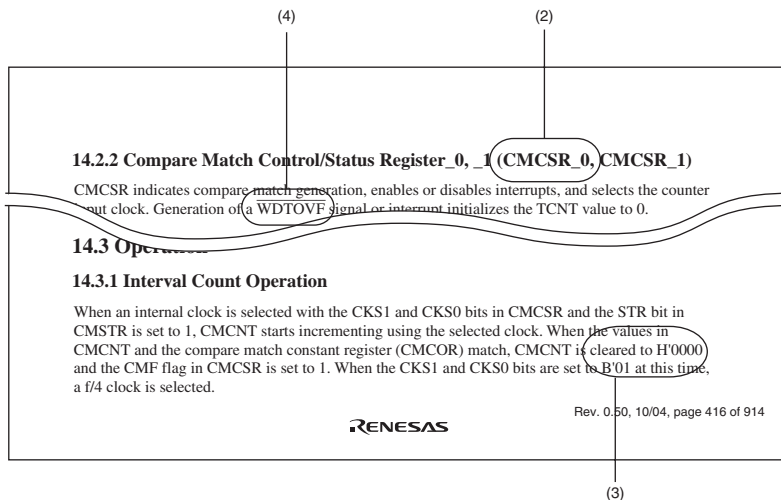 (4) (2)
14.2.2 Compare Match Control/Status Register_0, _1 (CMCSR_0, CMCSR_1)
CMCSR indicates compare match generation, enables or disables interrupts, and selects the counter
input clock. Generation of a WDTOVF signal or interrupt initializes the TCNT value to 0.
14.3 Operation
14.3.1 Interval Count Operation
When an internal clock is selected with the CKS1 and CKS0 bits in CMCSR and the STR bit in
CMSTR is set to 1, CMCNT starts incrementing using the selected clock. When the values in
CMCNT and the compare match constant register (CMCOR) match, CMCNT is cleared to H'0000
and the CMF flag in CMCSR is set to 1. When the CKS1 and CKS0 bits are set to B'01 at this time,
a f/4 clock is selected.
Rev. 0.50, 10/04, page 416 of 914
RENESAS
(3)